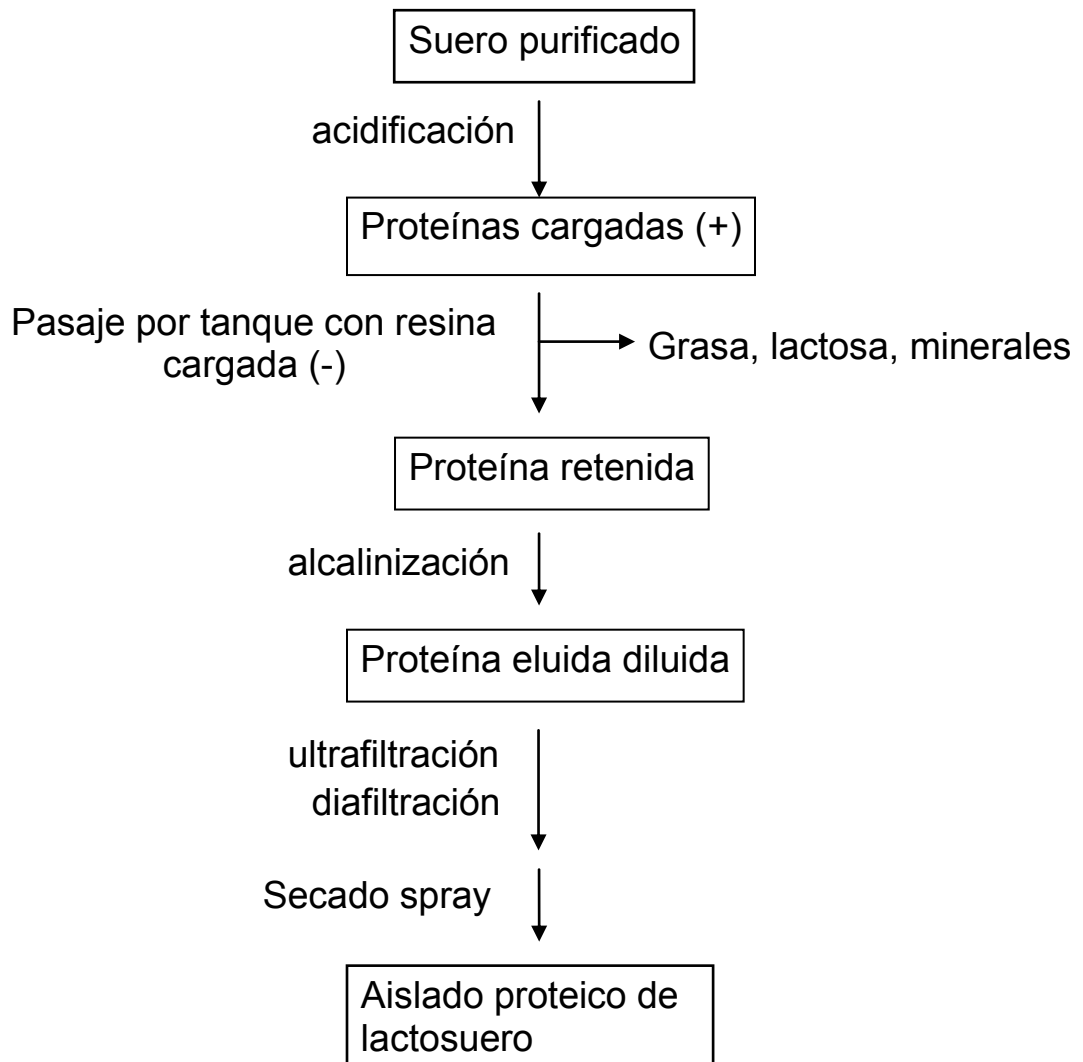 Suero purificado
acidificación
Proteínas cargadas (+)
Pasaje por tanque con resina
cargada (-)
Grasa, lactosa, minerales
Proteína retenida
alcalinización
Proteína eluida diluida
ultrafiltración
diafiltración
Secado spray
Aislado proteico de
lactosuero